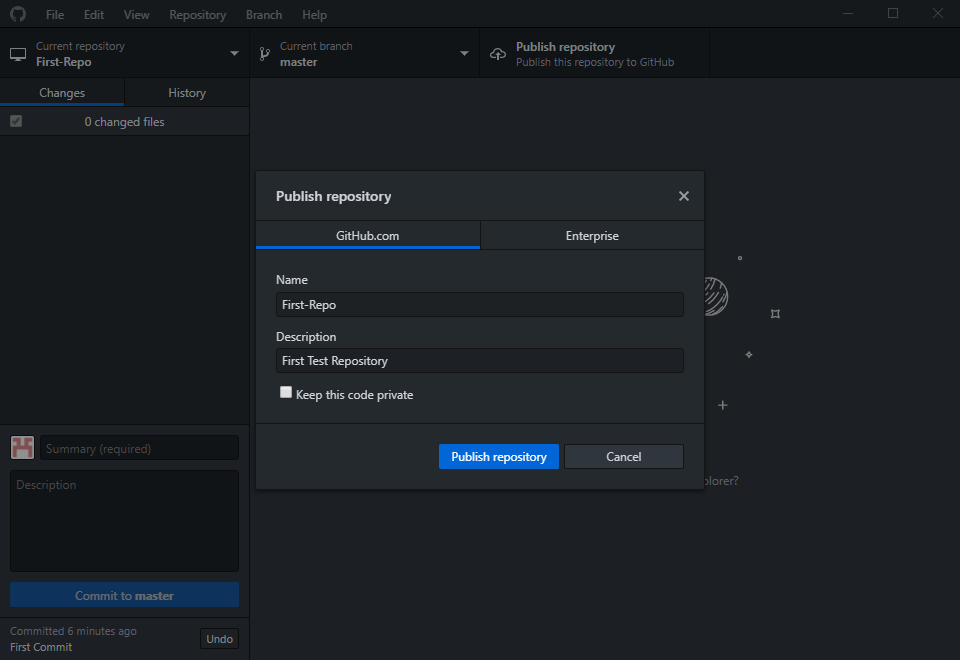 File Edit View Repository Branch Help
Current repository
First-Repo
Current branch
master
Publish repository
Publish this repository to GitHub
Changes
History
0 changed files
Publish repository
GitHub.com
Enterprise
Name
First-Repo
Description
First Test Repository
Keep this code private
Publish repository
Cancel
plorer?
Summary (required)
Description
Commit to master
Committed 6 minutes ago
First Commit
Undo